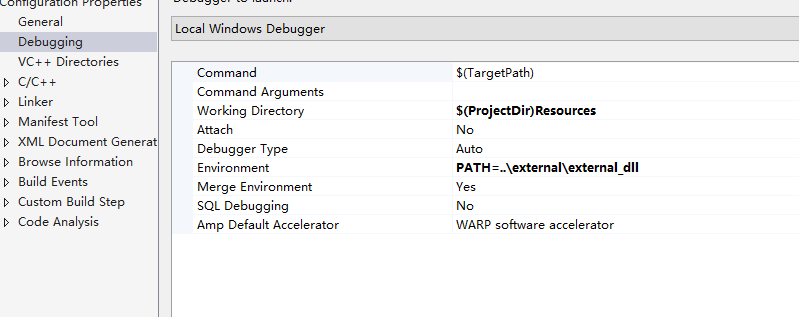 Configuration Properties
General
Debugging
VC++ Directories
C/C++
Linker
Manifest Tool
XML Document Generat
Browse Information
Build Events
Custom Build Step
Code Analysis
Debugger to launch:
Local Windows Debugger
Command $(TargetPath)
Command Arguments
Working Directory $(ProjectDir)Resources
Attach No
Debugger Type Auto
Environment PATH=..\external\external_dll
Merge Environment Yes
SQL Debugging No
Amp Default Accelerator WARP software accelerator